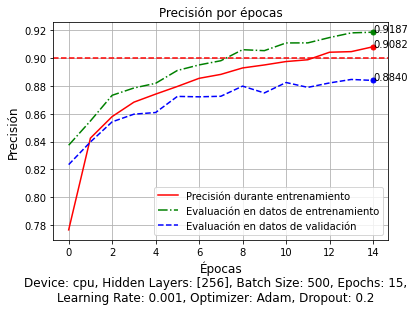 Precisión por épocas
Precisión
0.92
0.90
0.88
0.86
0.84
0.82
0.80
0.78
0.9187
0.9082
0.8840
Precisión durante entrenamiento
Evaluación en datos de entrenamiento
Evaluación en datos de validación
0 2 4 6 8 10 12 14
Épocas
Device: cpu, Hidden Layers: [256], Batch Size: 500, Epochs: 15,
Learning Rate: 0.001, Optimizer: Adam, Dropout: 0.2